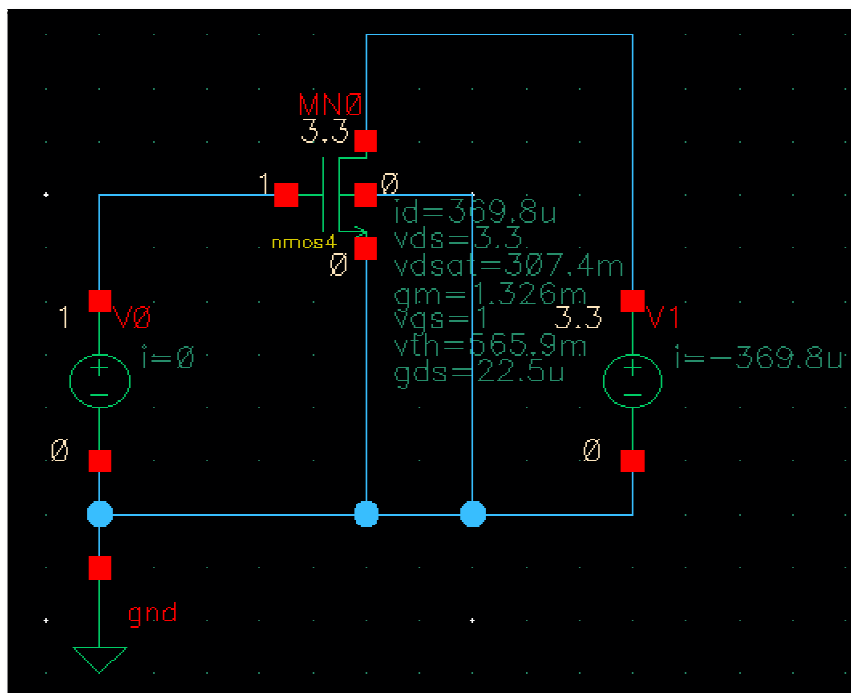 MN0
3.3
1
0
id=369.8u
vds=3.3
nmos4
0
vdsat=307.4m
gm=1.326m
1
V0
vgs=1
3.3
V1
i=0
vth=565.9m
i=-369.8u
gds=22.5u
0
0
gnd